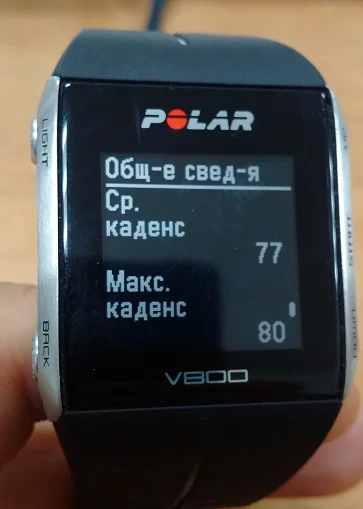 POLAR
LIGHT
Общ-е свед-я
Ср.
каденс
77
Макс.
каденс
80
BACK
V800